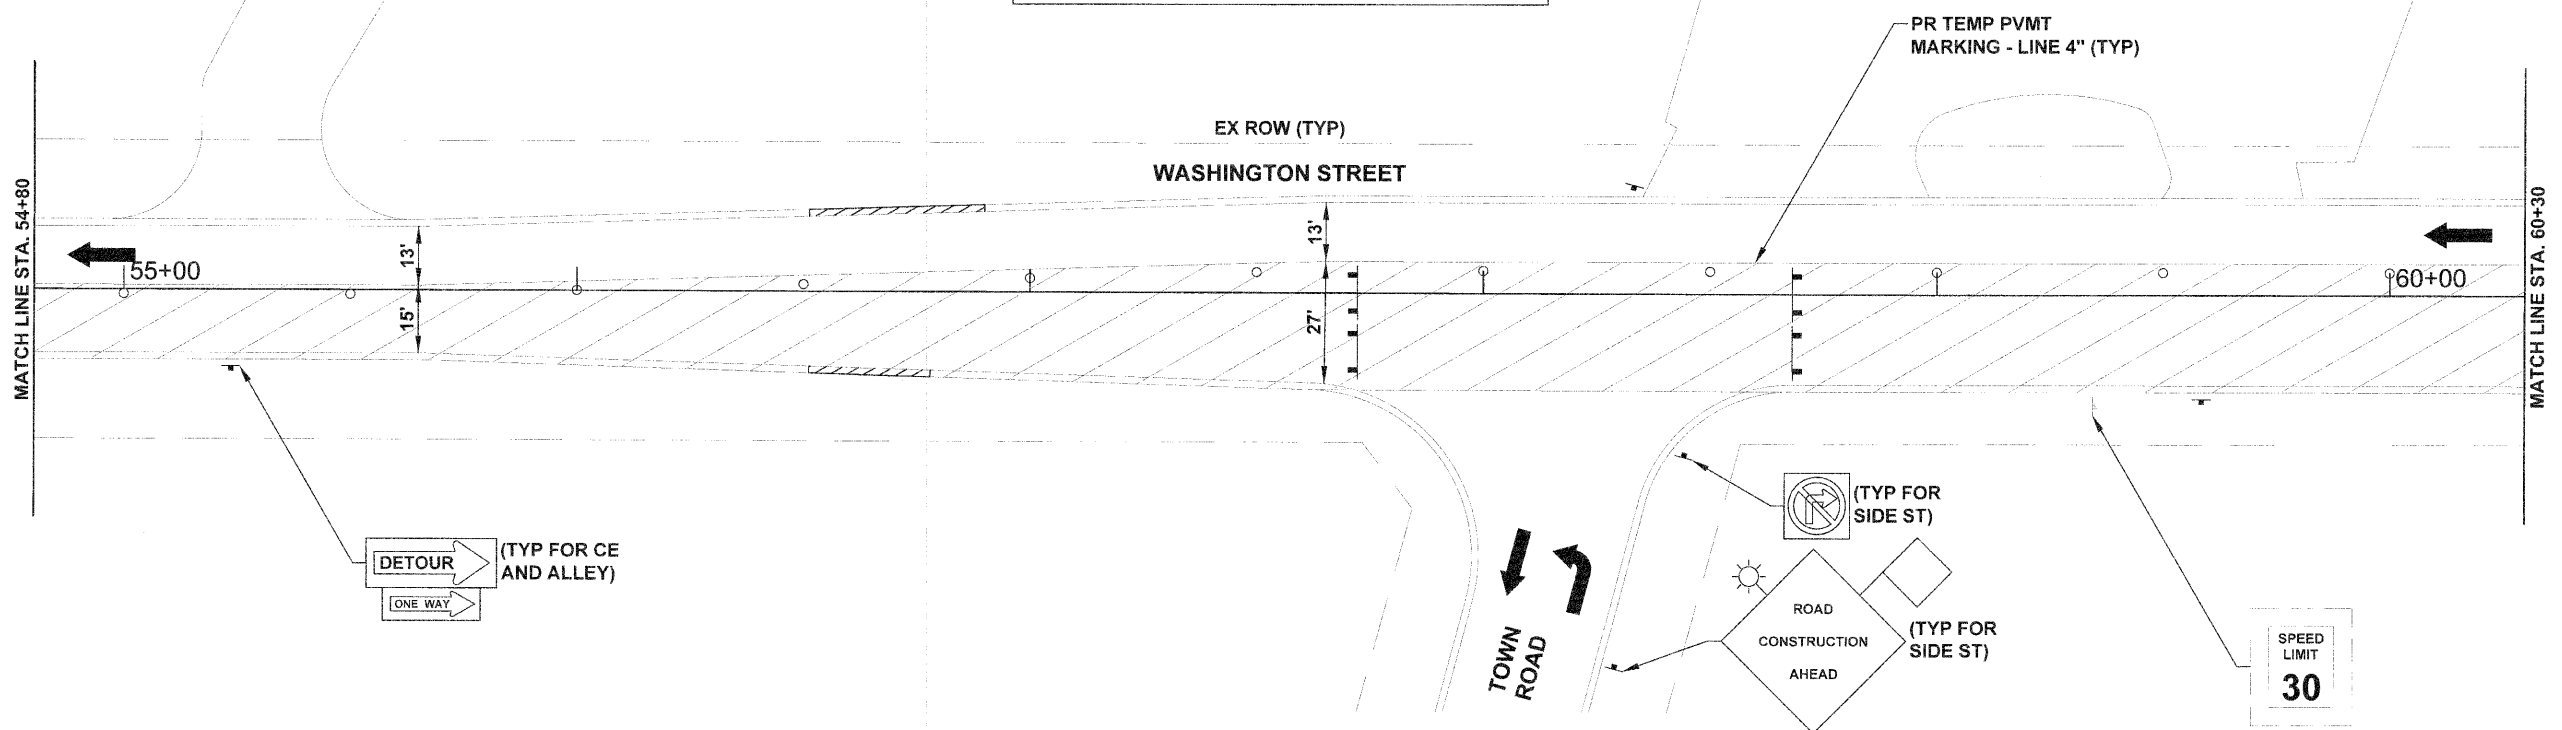 PR TEMP PVMT
MARKING - LINE 4" (TYP)
EX ROW (TYP)
WASHINGTON STREET
MATCH LINE STA. 54+80
MATCH LINE STA. 60+30
55+00
13'
15'
13'
27'
60+00
DETOUR
ONE WAY
(TYP FOR CE
AND ALLEY)
TOWN
ROAD
(TYP FOR
SIDE ST)
ROAD
CONSTRUCTION
AHEAD
(TYP FOR
SIDE ST)
SPEED
LIMIT
30